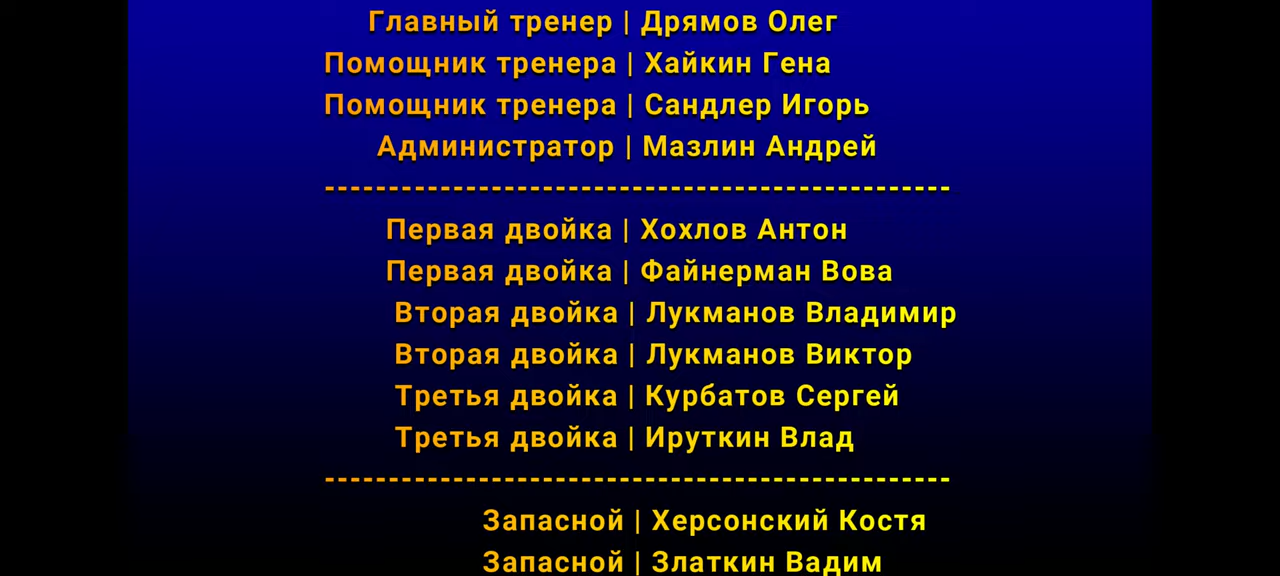 Главный тренер | Дрямов Олег
Помощник тренера | Хайкин Гена
Помощник тренера | Сандлер Игорь
Администратор | Мазлин Андрей
-------------------------------------------------
Первая двойка | Хохлов Антон
Первая двойка | Файнерман Вова
Вторая двойка | Лукманов Владимир
Вторая двойка | Лукманов Виктор
Третья двойка | Курбатов Сергей
Третья двойка | Ируткин Влад
-------------------------------------------------
Запасной | Херсонский Костя
Запасной | Златкин Вадим